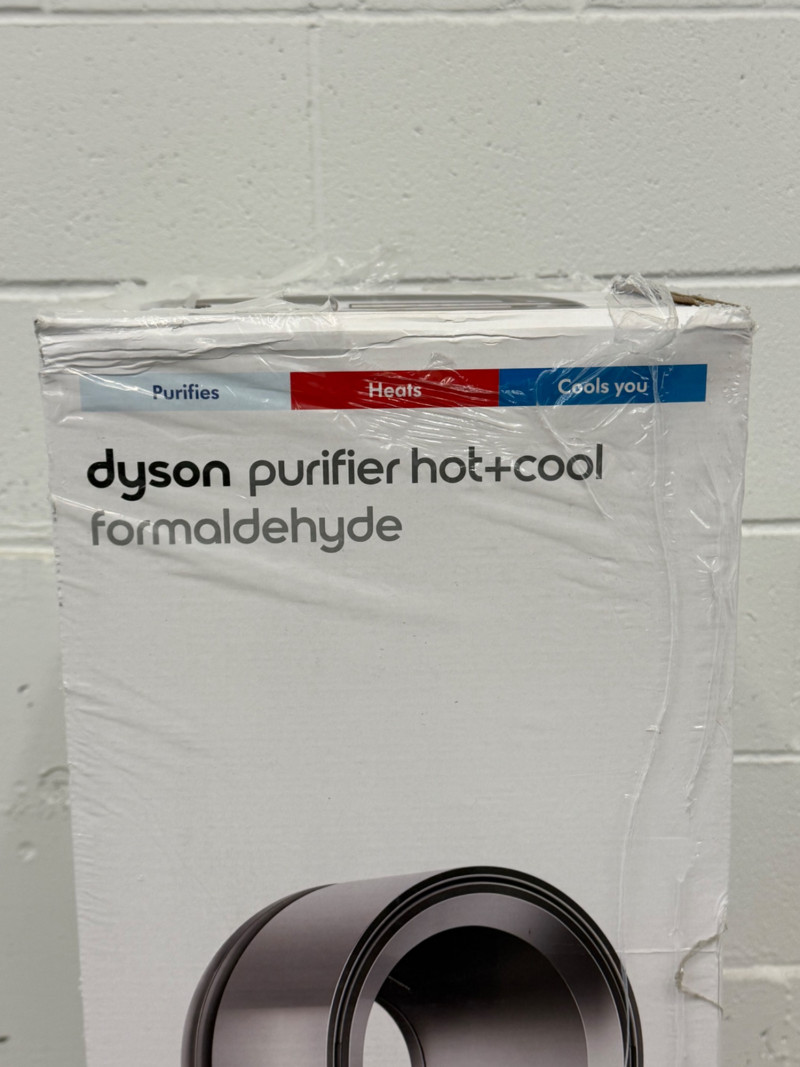 Purifies Heats Cools you
dyson purifier hot+cool
formaldehyde